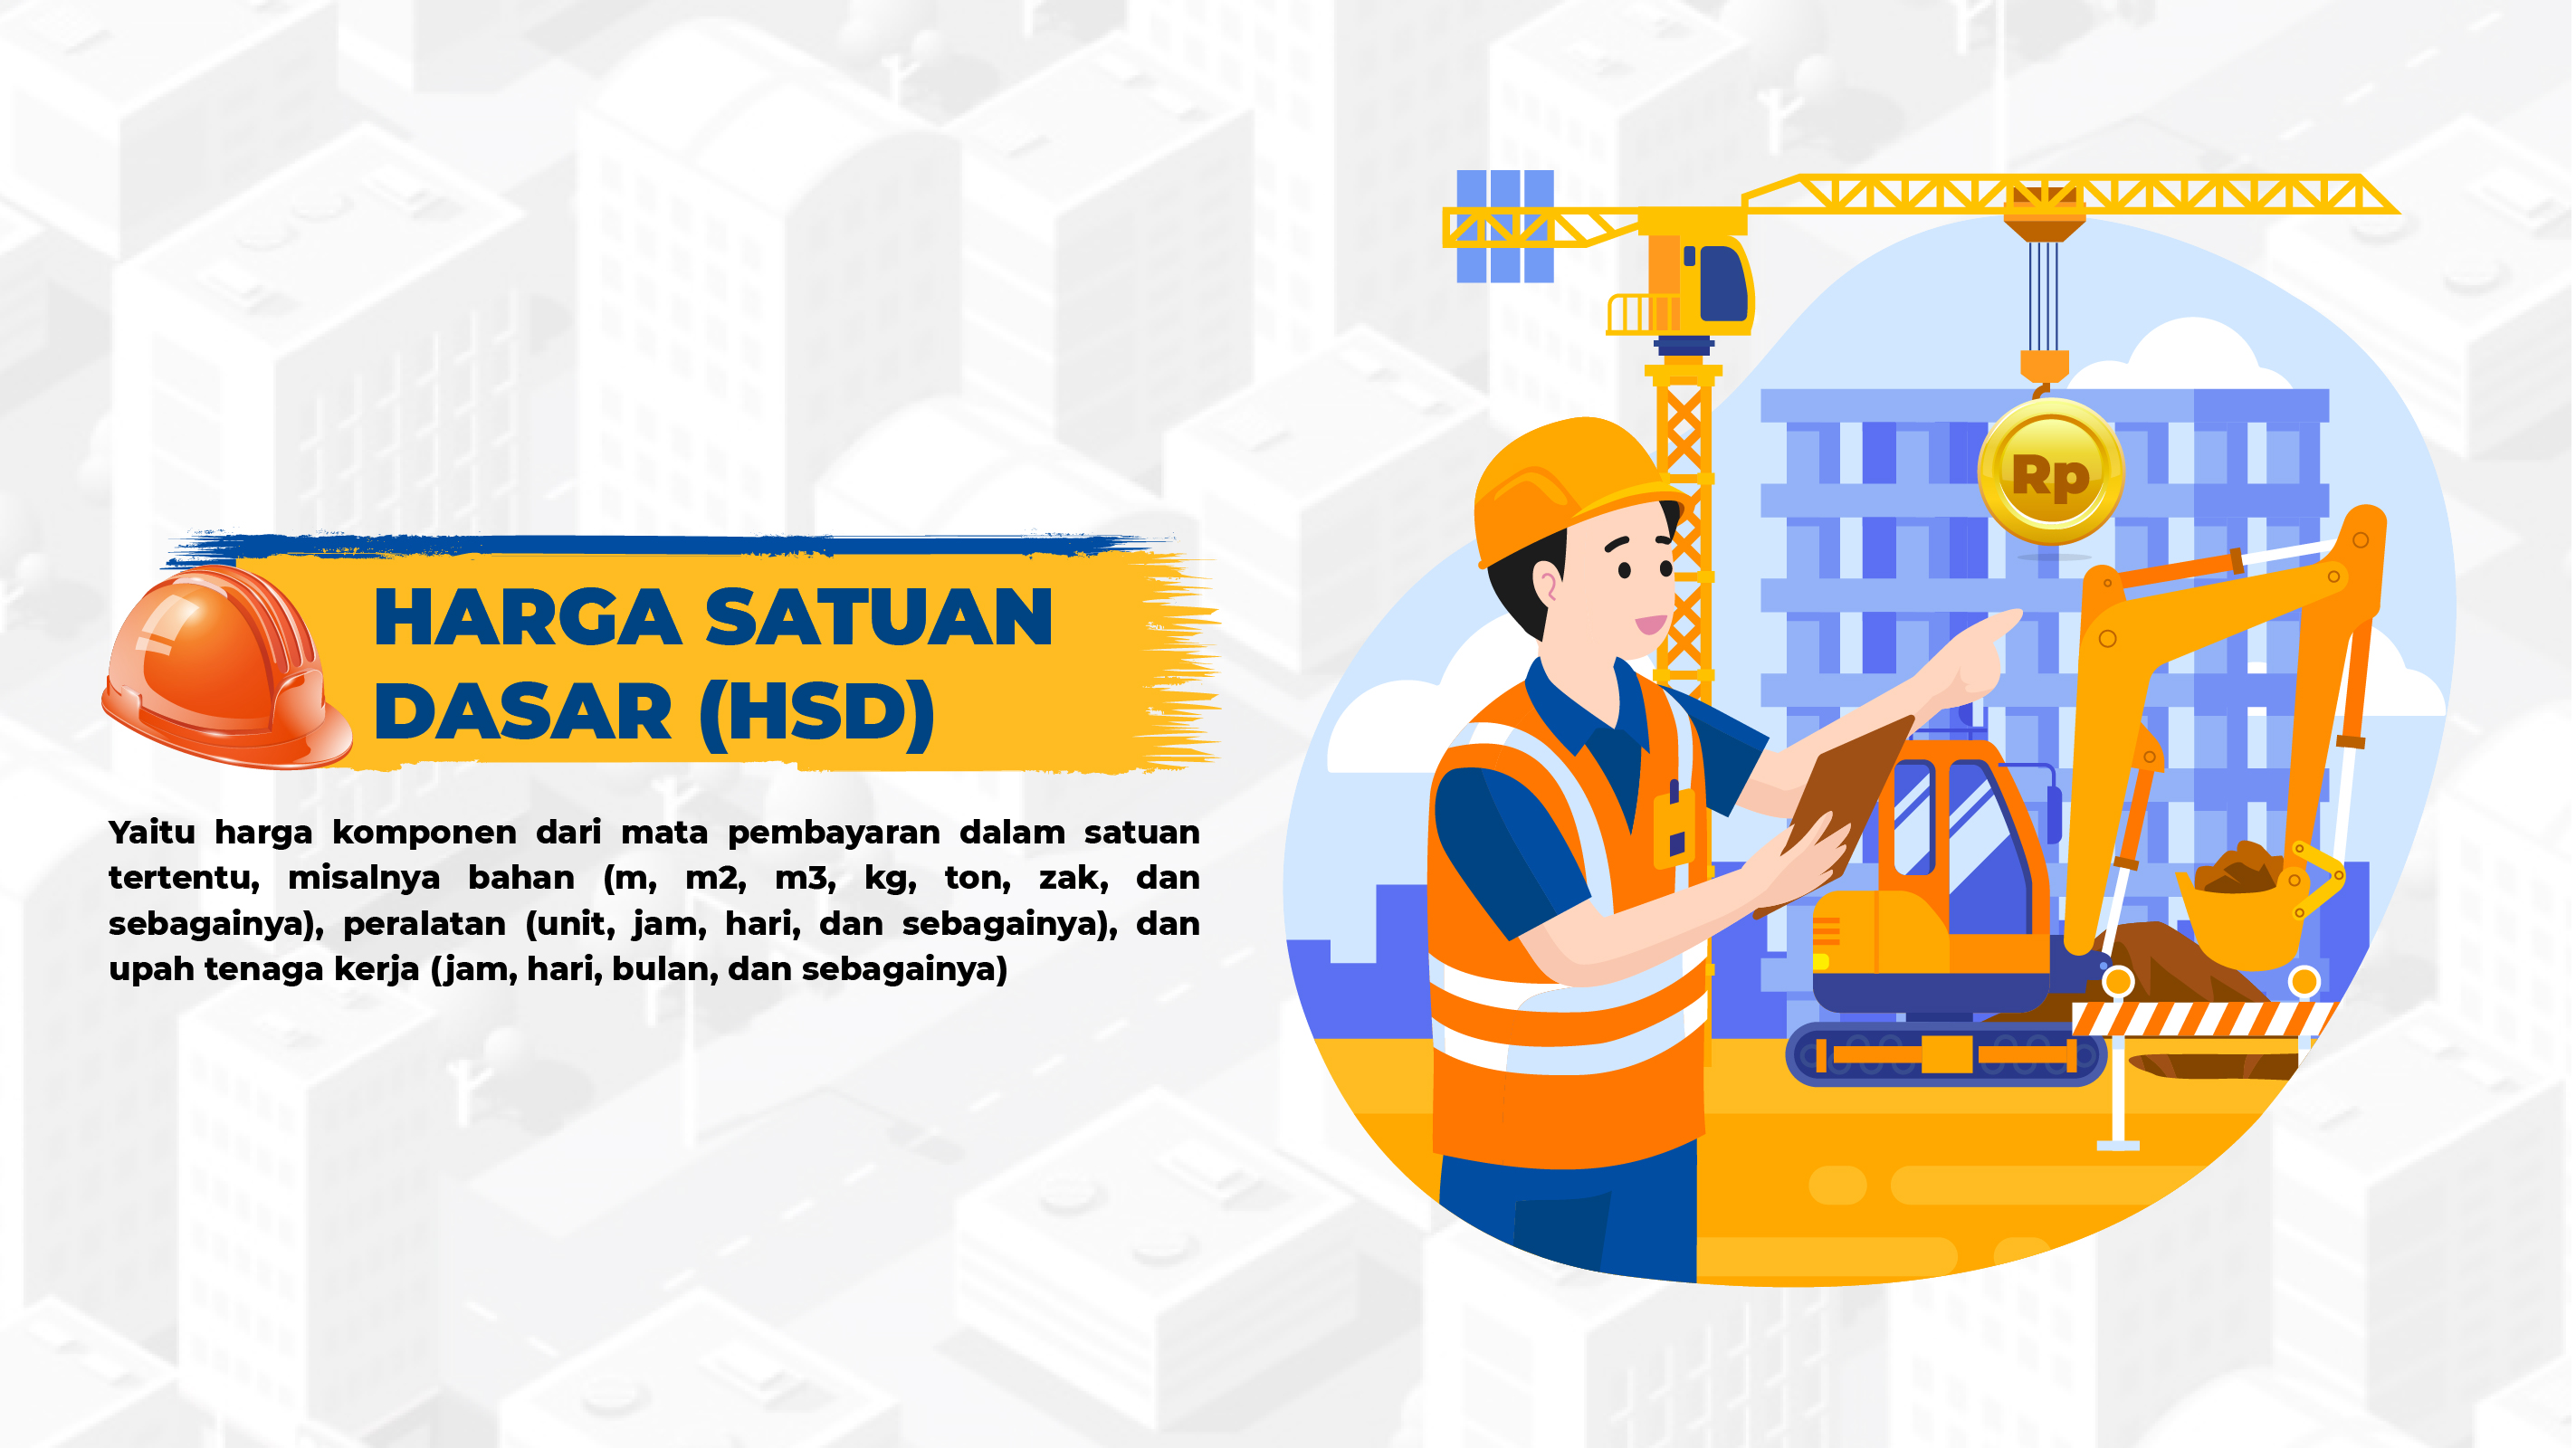 HARGA SATUAN
DASAR (HSD)
Yaitu harga komponen dari mata pembayaran dalam satuan
tertentu, misalnya bahan (m, m2, m3, kg, ton, zak, dan
sebagainya), peralatan (unit, jam, hari, dan sebagainya), dan
upah tenaga kerja (jam, hari, bulan, dan sebagainya)
Rp